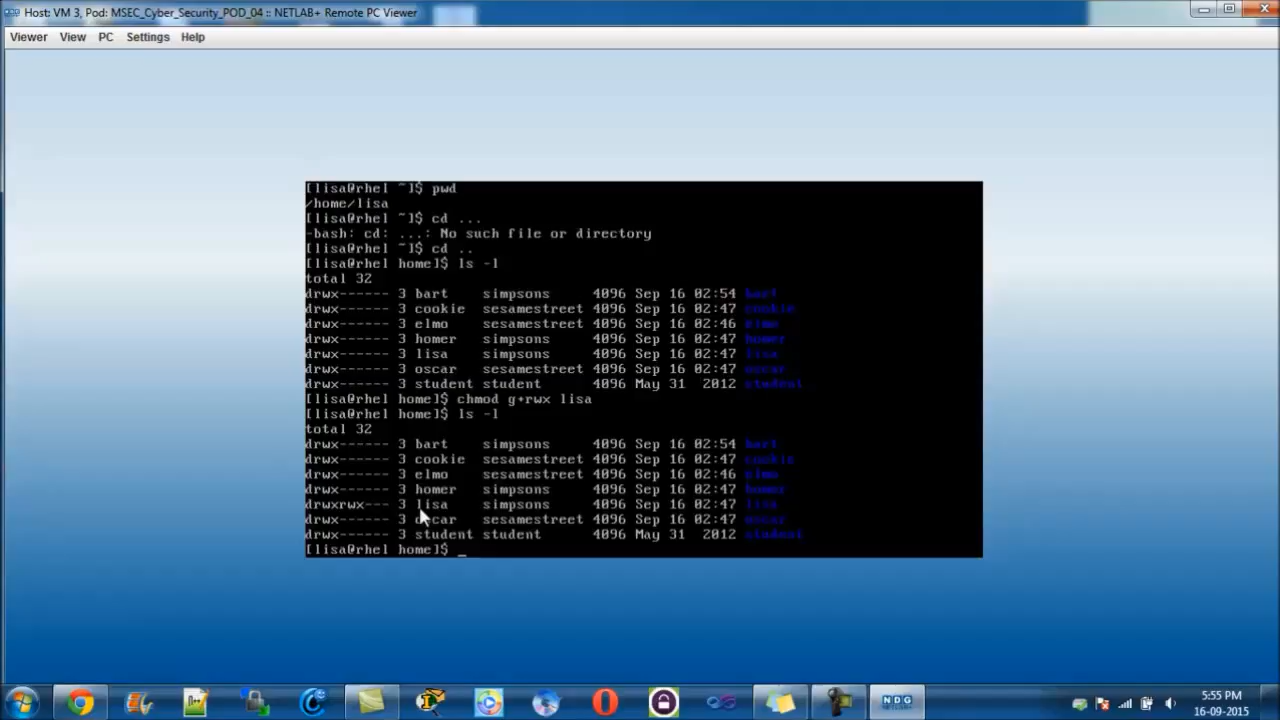 Host: VM 3, Pod: MSEC_Cyber_Security_POD_04 :: NETLAB+ Remote PC Viewer
Viewer View PC Settings Help
[lisa@rhel ~]$ pwd
/home/lisa
[lisa@rhel ~]$ cd ...
-bash: cd: ...: No such file or directory
[lisa@rhel ~]$ cd ..
[lisa@rhel home]$ ls -l
total 32
drwx------ 3 bart simpsons 4096 Sep 16 02:54 bart
drwx------ 3 cookie sesamestreet 4096 Sep 16 02:47 cookie
drwx------ 3 elmo sesamestreet 4096 Sep 16 02:46 elmo
drwx------ 3 homer simpsons 4096 Sep 16 02:47 homer
drwx------ 3 lisa simpsons 4096 Sep 16 02:47 lisa
drwx------ 3 oscar sesamestreet 4096 Sep 16 02:47 oscar
drwx------ 3 student student 4096 May 31 2012 student
[lisa@rhel home]$ chmod g+rwx lisa
[lisa@rhel home]$ ls -l
total 32
drwx------ 3 bart simpsons 4096 Sep 16 02:54 bart
drwx------ 3 cookie sesamestreet 4096 Sep 16 02:47 cookie
drwx------ 3 elmo sesamestreet 4096 Sep 16 02:46 elmo
drwx------ 3 homer simpsons 4096 Sep 16 02:47 homer
drwxrwx--- 3 lisa simpsons 4096 Sep 16 02:47 lisa
drwx------ 3 oscar sesamestreet 4096 Sep 16 02:47 oscar
drwx------ 3 student student 4096 May 31 2012 student
[lisa@rhel home]$ _
NDG
NETLAB+
5:55 PM
16-09-2015